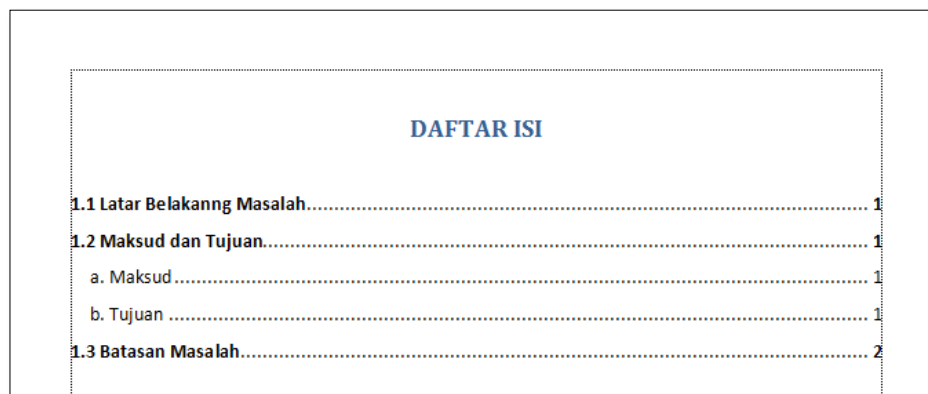 DAFTAR ISI
1.1 Latar Belakanng Masalah........................................................................................................ 1
1.2 Maksud dan Tujuan................................................................................................................ 1
a. Maksud ................................................................................................................................ 1
b. Tujuan ................................................................................................................................. 1
1.3 Batasan Masalah.................................................................................................................... 2